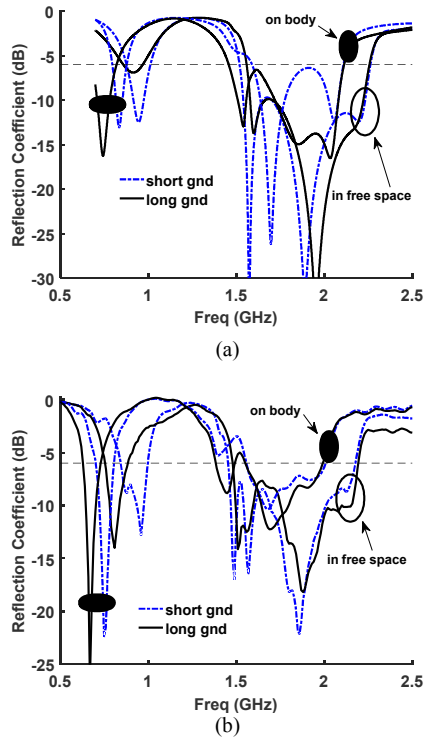 0
-5
-10
-15
-20
-25
-30
Reflection Coefficient (dB)
on body
short gnd
long gnd
in free space
0.5 1 1.5 2 2.5
Freq (GHz)
(a)
0
-5
-10
-15
-20
-25
Reflection Coefficient (dB)
on body
in free space
short gnd
long gnd
0.5 1 1.5 2 2.5
Freq (GHz)
(b)